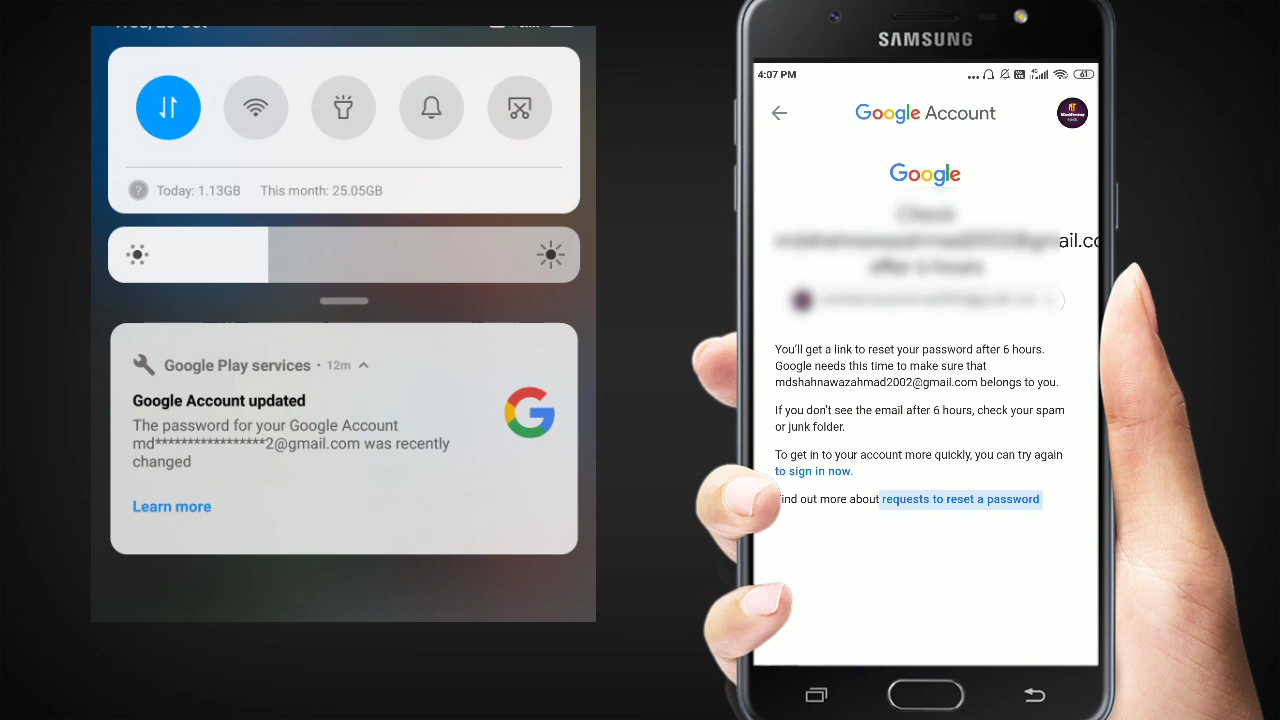 Today: 1.13GB This month: 25.05GB
Google Play services • 12m
Google Account updated
The password for your Google Account
md*****************2@gmail.com was recently
changed
Learn more
SAMSUNG
4:07 PM
61
Google Account
Google
Check
ail.co
after 6 hours
You'll get a link to reset your password after 6 hours.
Google needs this time to make sure that
mdshahnawazahmad2002@gmail.com belongs to you.
If you don't see the email after 6 hours, check your spam
or junk folder.
To get in to your account more quickly, you can try again
to sign in now.
ind out more about requests to reset a password